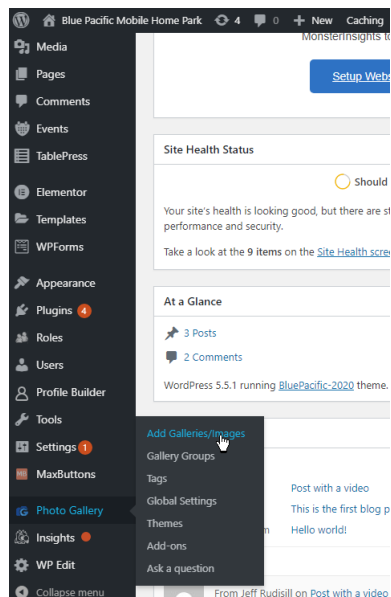 Blue Pacific Mobile Home Park 4 0 + New Caching
Media
Pages
Comments
Events
TablePress
Elementor
Templates
WPForms
Appearance
Plugins 4
Roles
Users
Profile Builder
Tools
Settings 1
MaxButtons
Photo Gallery
Insights
WP Edit
Collapse menu
Add Galleries/Images
Gallery Groups
Tags
Global Settings
Themes
Add-ons
Ask a question
MonsterInsights to
Setup Webs
Site Health Status
Should
Your site's health is looking good, but there are st
performance and security.
Take a look at the 9 items on the Site Health scree
At a Glance
3 Posts
2 Comments
WordPress 5.5.1 running BluePacific-2020 theme.
Post with a video
This is the first blog p
m Hello world!
From Jeff Rudisill on Post with a video